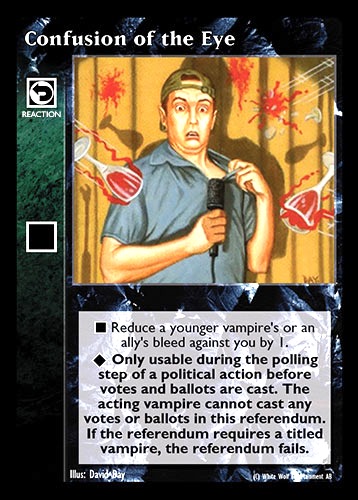 Confusion of the Eye
REACTION
DAY
Reduce a younger vampire's or an
ally's bleed against you by 1.
Only usable during the polling
step of a political action before
votes and ballots are cast. The
acting vampire cannot cast any
votes or ballots in this referendum.
If the referendum requires a titled
vampire, the referendum fails.
Illus: David Day
(C) White Wolf Entertainment AB